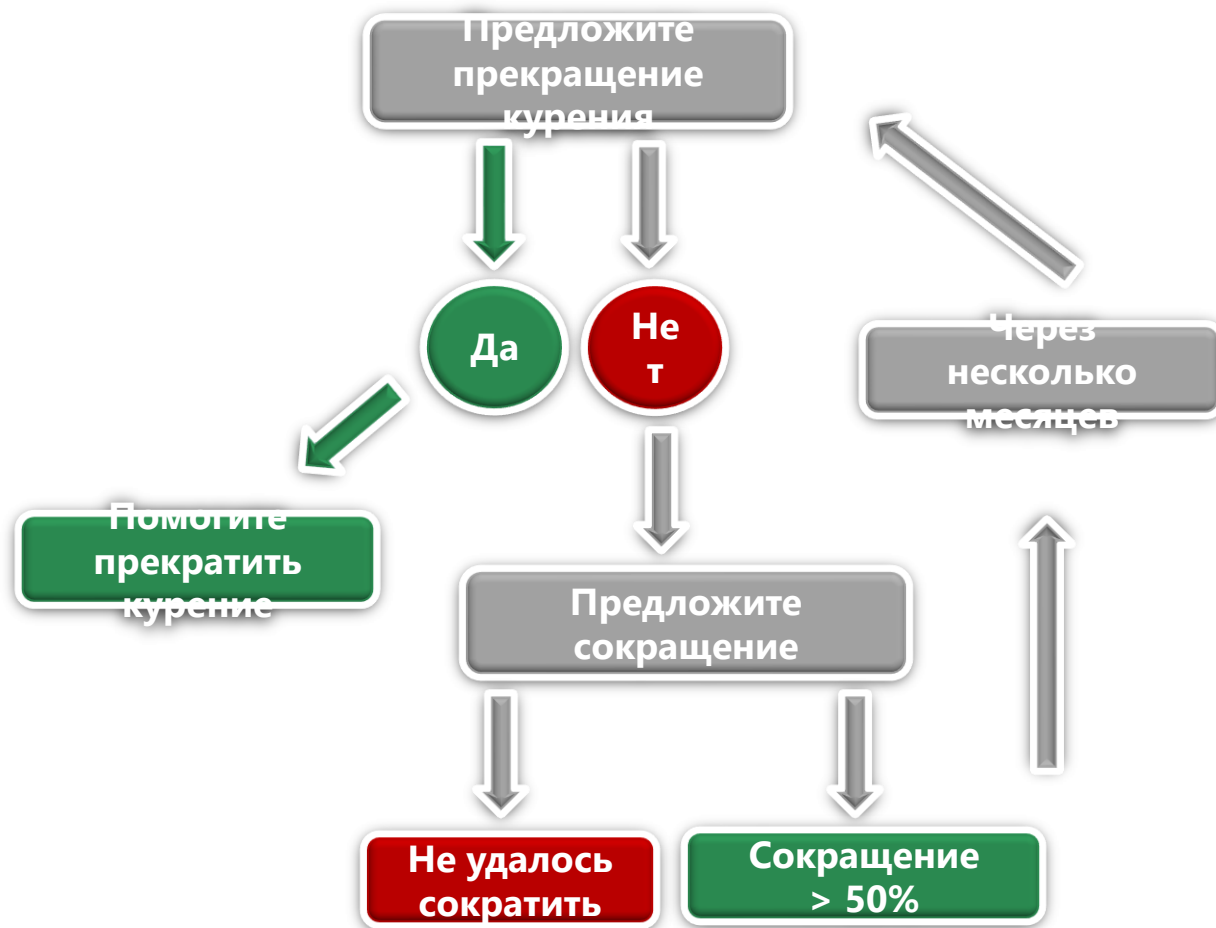 Предложите
прекращение
курения
Да
Не
т
Через
несколько
месяцев
Помогите
прекратить
курение
Предложите
сокращение
Не удалось
сократить
Сокращение
> 50%